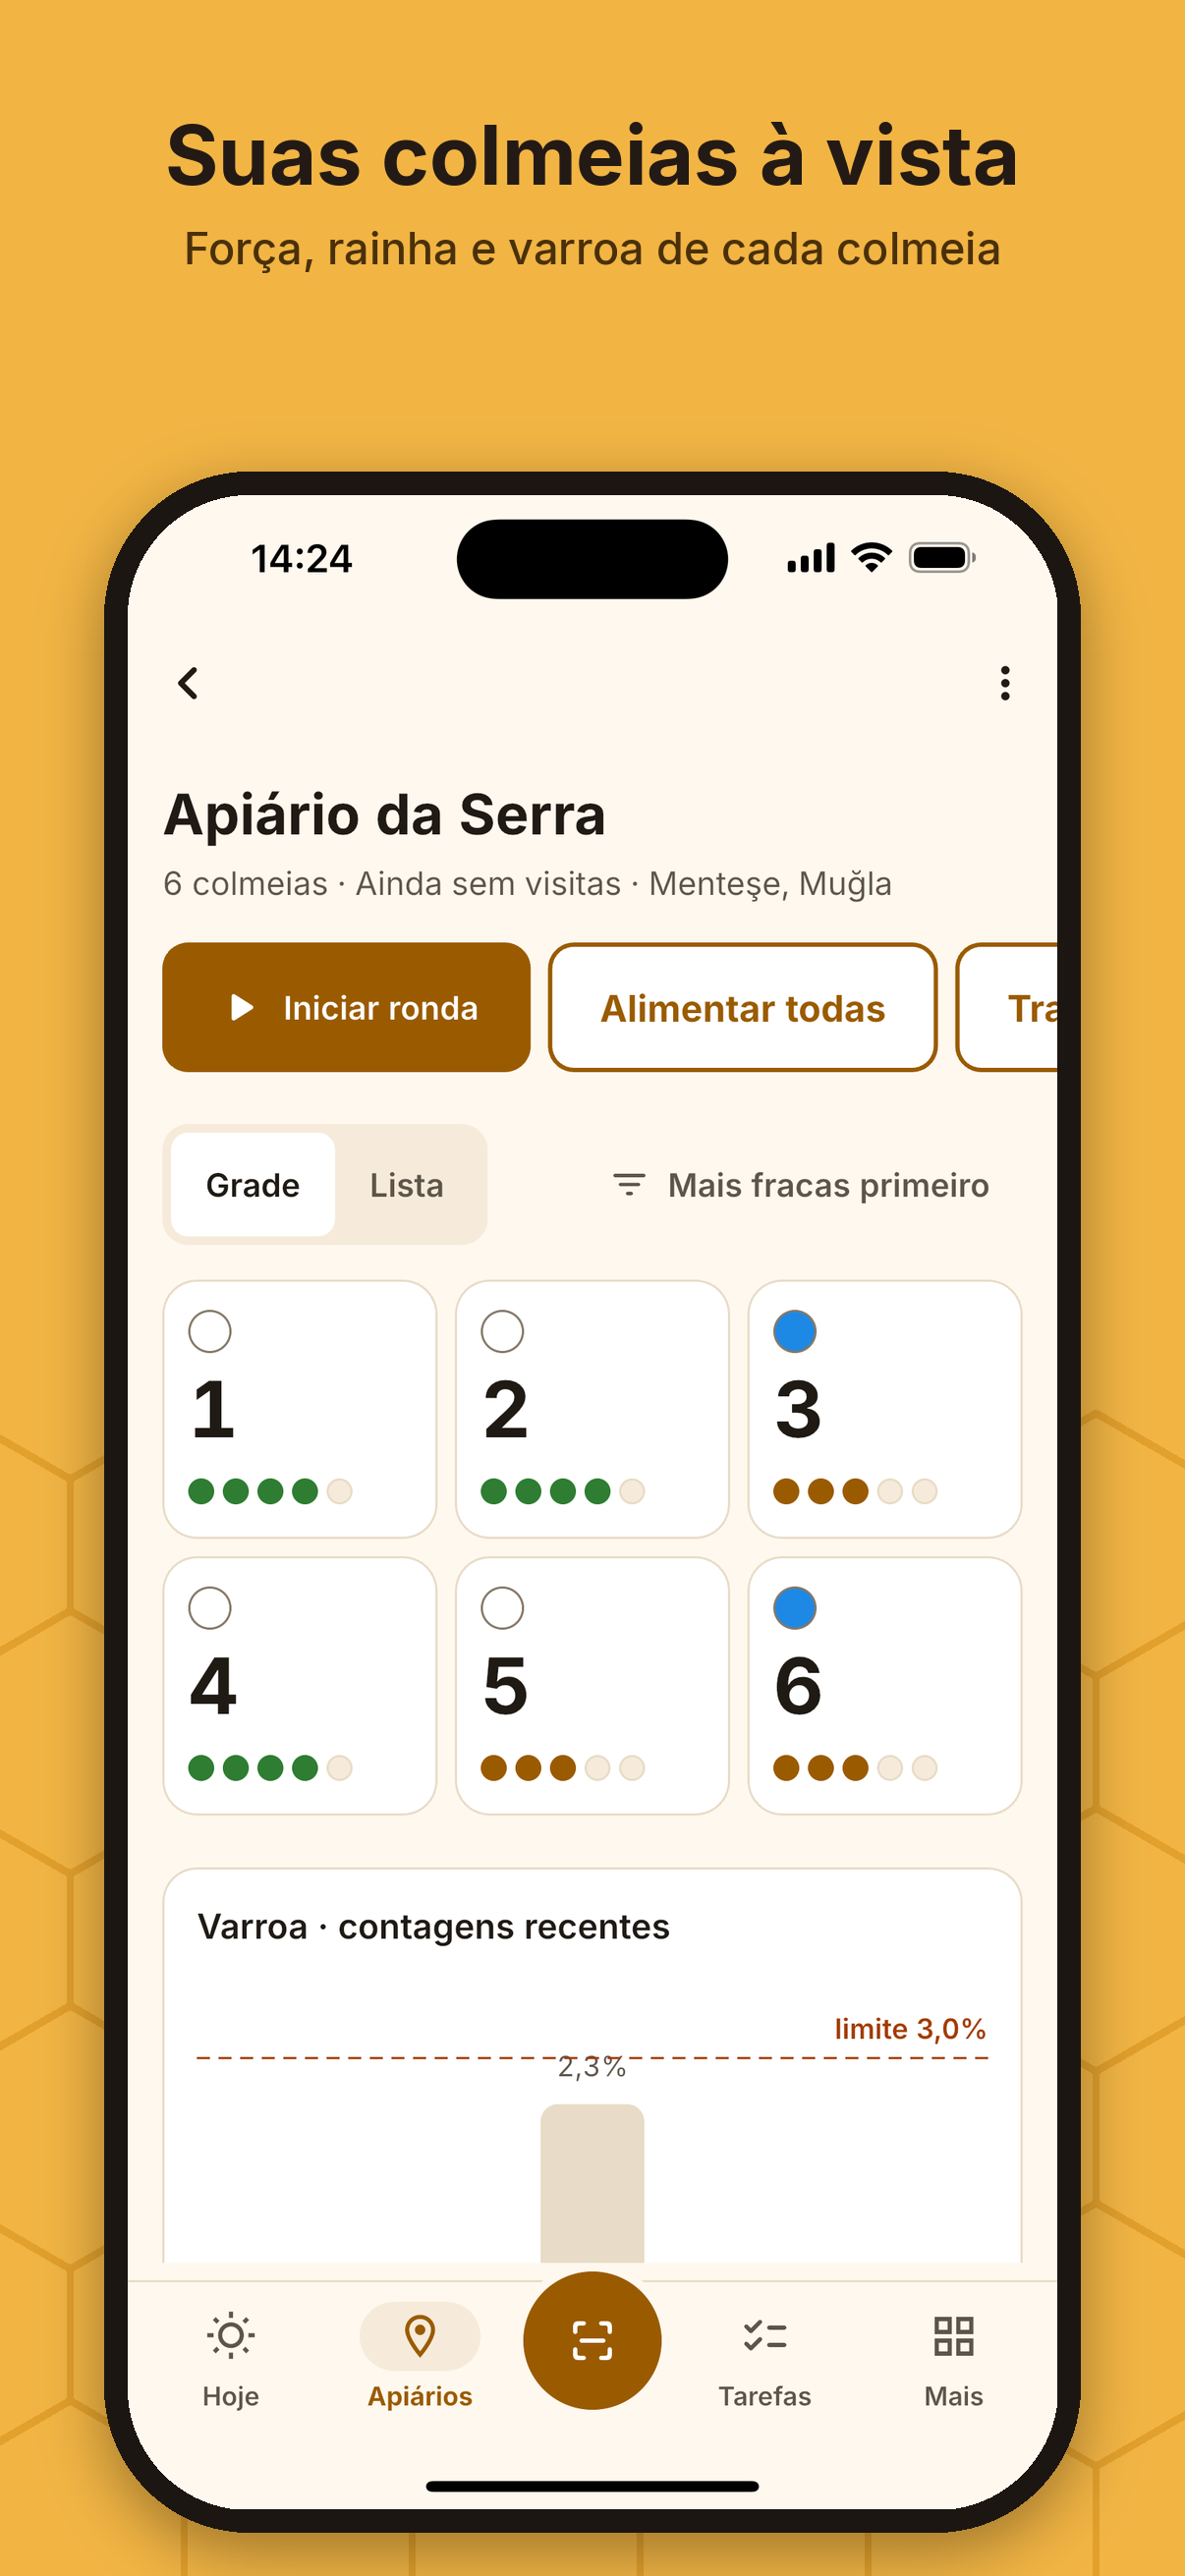 Suas colmeias à vista
Força, rainha e varroa de cada colmeia
14:24
Apiário da Serra
6 colmeias · Ainda sem visitas · Menteşe, Muğla
Iniciar ronda
Alimentar todas
Tra
Grade
Lista
Mais fracas primeiro
1
2
3
4
5
6
Varroa · contagens recentes
limite 3,0%
2,3%
Hoje
Apiários
Tarefas
Mais